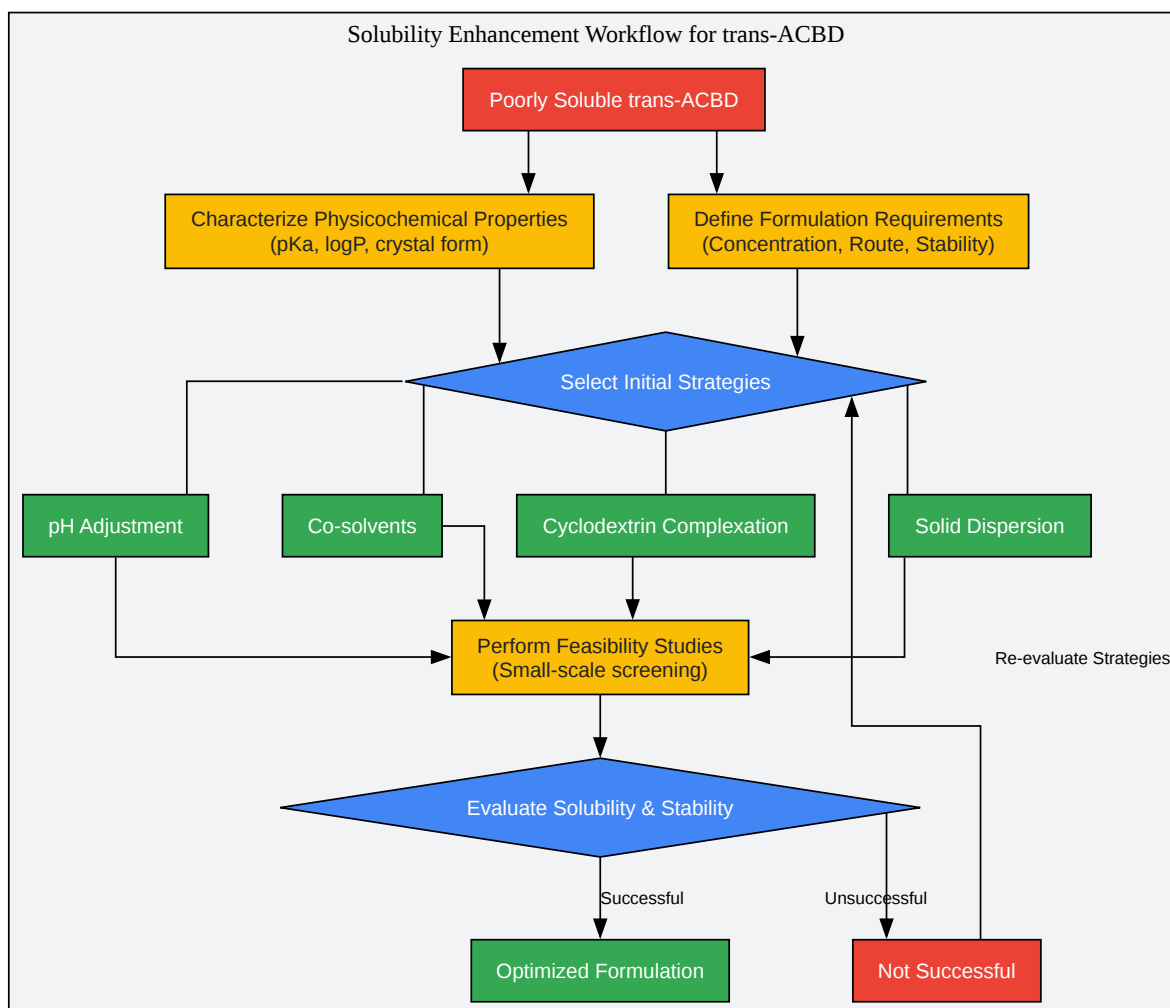 Solubility Enhancement Workflow for trans-ACBD
Poorly Soluble trans-ACBD
Characterize Physicochemical Properties
(pKa, logP, crystal form)
Define Formulation Requirements
(Concentration, Route, Stability)
Select Initial Strategies
pH Adjustment
Co-solvents
Cyclodextrin Complexation
Solid Dispersion
Perform Feasibility Studies
(Small-scale screening)
Re-evaluate Strategies
Evaluate Solubility & Stability
Successful
Unsuccessful
Optimized Formulation
Not Successful